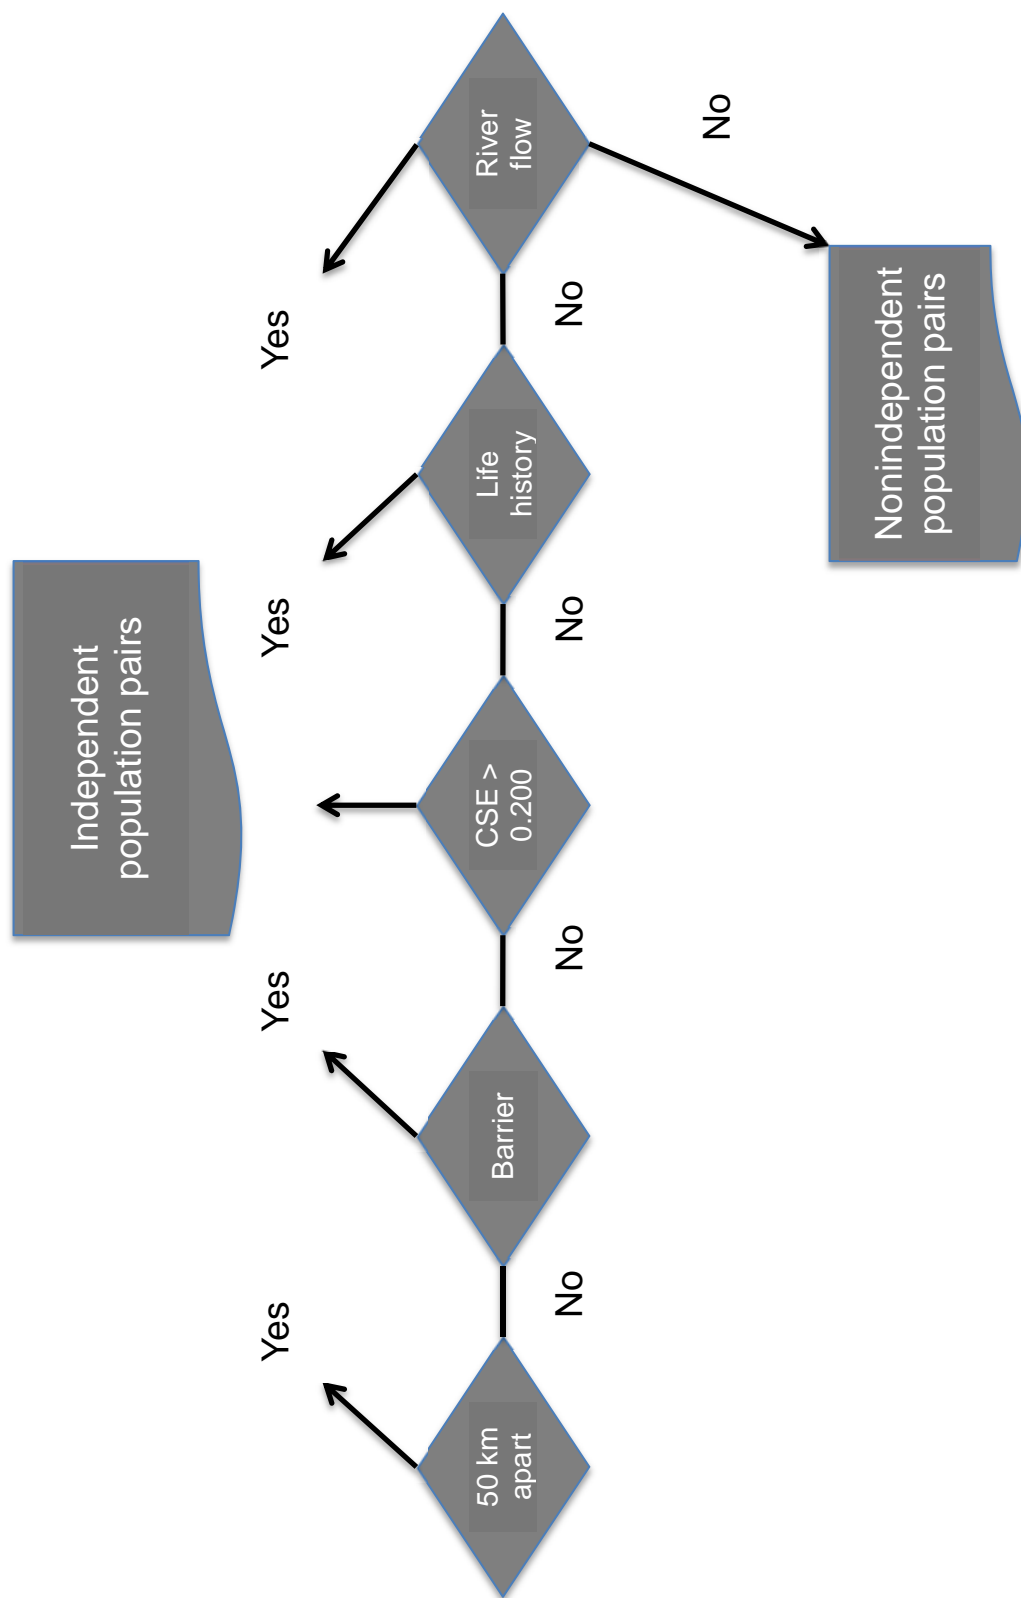 Independent
population pairs
Yes
Yes
Yes
Yes
50 km
apart
Barrier
CSE >
0.200
Life
history
River
flow
No
No
No
No
No
Nonindependent
population pairs